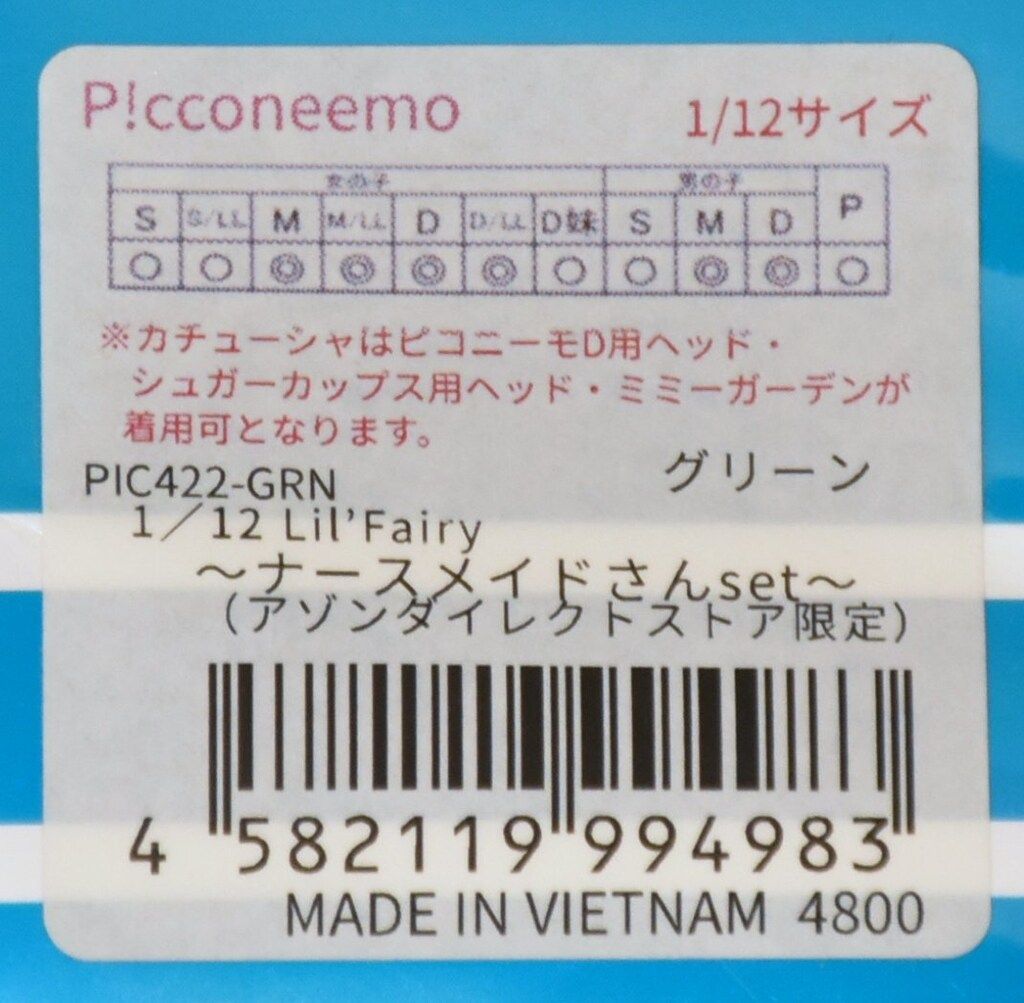 P!cconeemo
1/12サイズ
女の子 男の子
S S/LL M M/LL D D/LL D妹 S M D P
○ ○ ◎ ◎ ◎ ◎ ○ ○ ◎ ◎ ○
※カチューシャはピコニーモD用ヘッド・
シュガーカップス用ヘッド・ミミーガーデンが
着用可となります。
PIC422-GRN グリーン
1／12 Lil’Fairy
～ナースメイドさんset～
（アゾンダイレクトストア限定）
4 582119 994983
MADE IN VIETNAM 4800